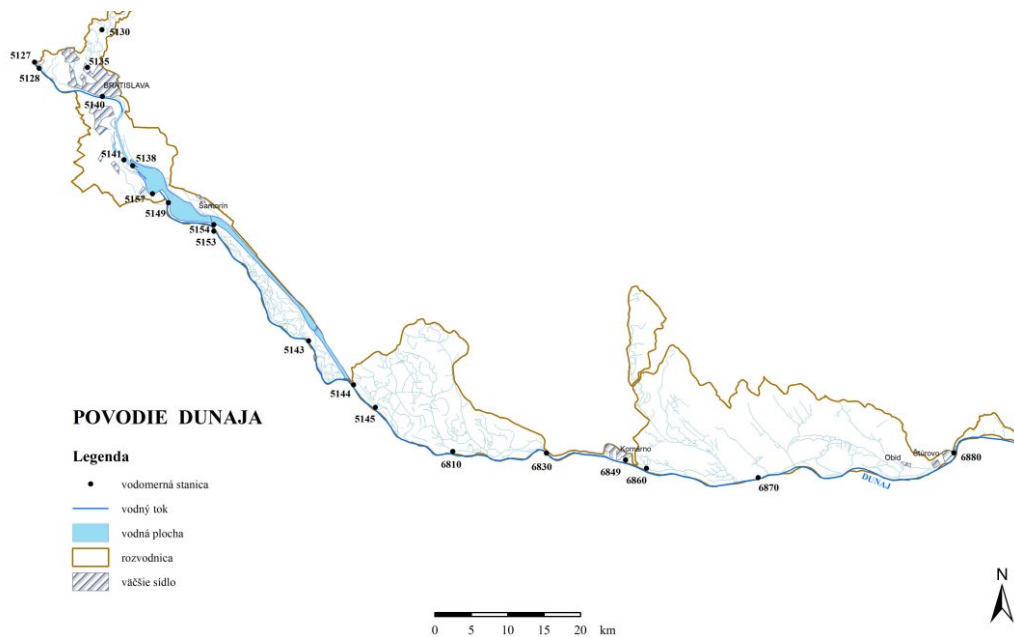 5130
5127
5135
5128
BRATISLAVA
5140
5141
5138
5157
5149
Šamorín
5154
5153
5143
5144
5145
6810
6830
Komárno
6849
6860
6870
DUNAJ
Obid
Štúrovo
6880
POVODIE DUNAJA
Legenda
vodomerná stanica
vodný tok
vodná plocha
rozvodnica
väčšie sídlo
N
0 5 10 15 20 km